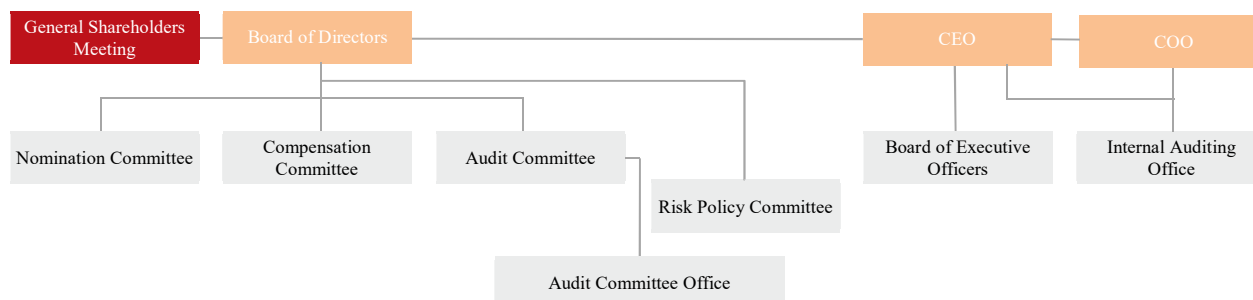 General Shareholders
Meeting
Board of Directors
CEO
COO
Nomination Committee
Compensation
Committee
Audit Committee
Board of Executive
Officers
Internal Auditing
Office
Risk Policy Committee
Audit Committee Office